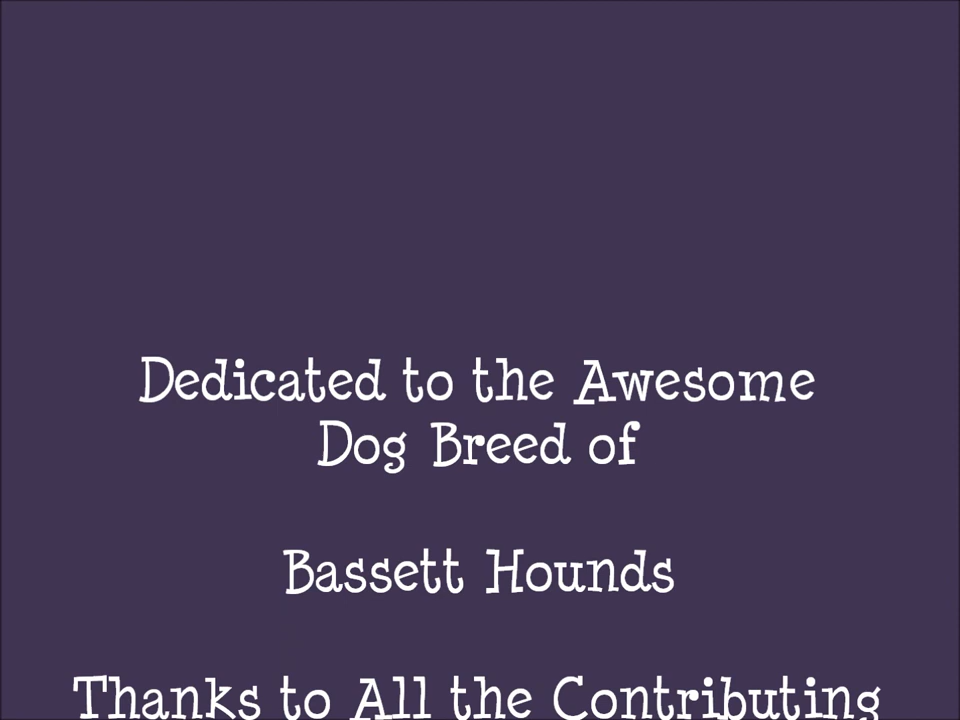 Dedicated to the Awesome
Dog Breed of
Bassett Hounds
Thanks to All the Contributing